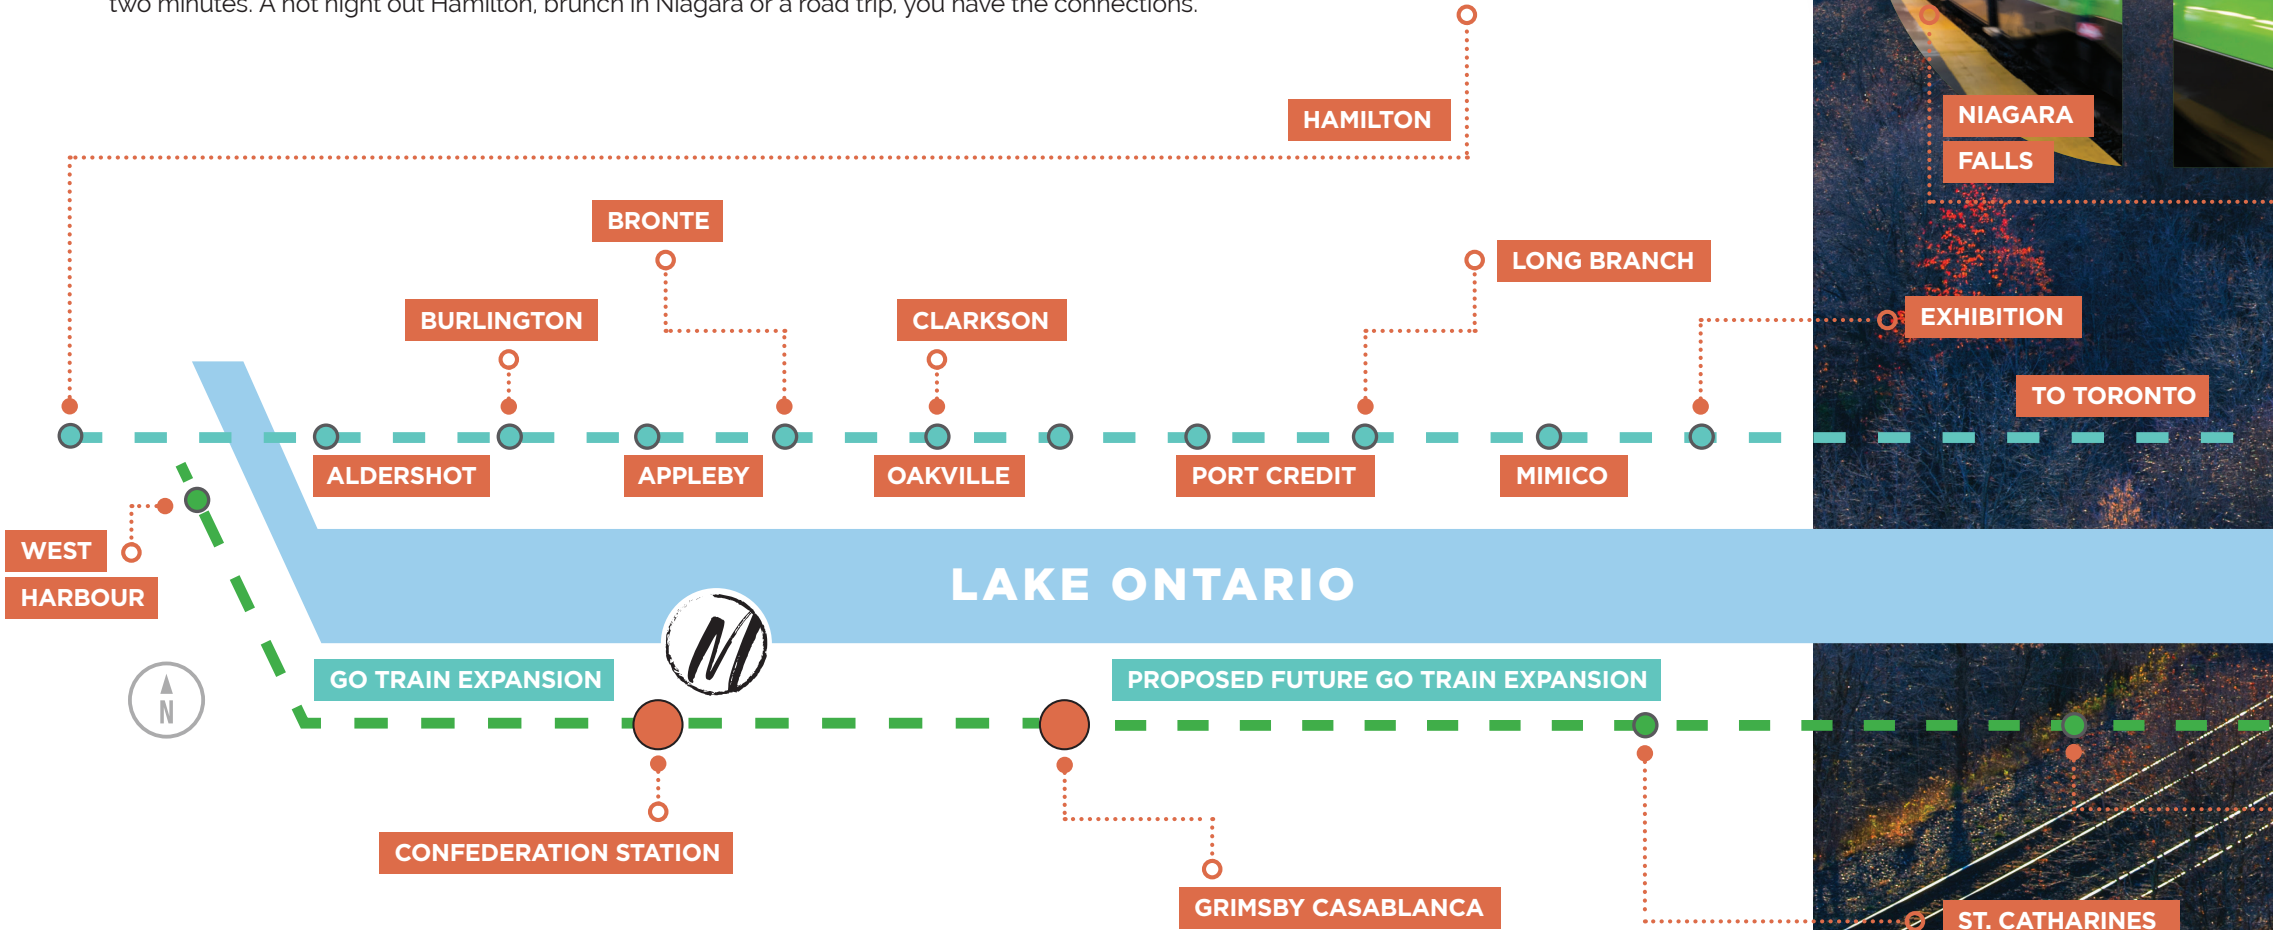 two minutes. A hot night out Hamilton, brunch in Niagara or a road trip, you have the connections.
HAMILTON
NIAGARA
FALLS
BRONTE
LONG BRANCH
BURLINGTON
CLARKSON
EXHIBITION
TO TORONTO
ALDERSHOT
APPLEBY
OAKVILLE
PORT CREDIT
MIMICO
WEST
HARBOUR
LAKE ONTARIO
M
GO TRAIN EXPANSION
PROPOSED FUTURE GO TRAIN EXPANSION
N
CONFEDERATION STATION
GRIMSBY CASABLANCA
ST. CATHARINES